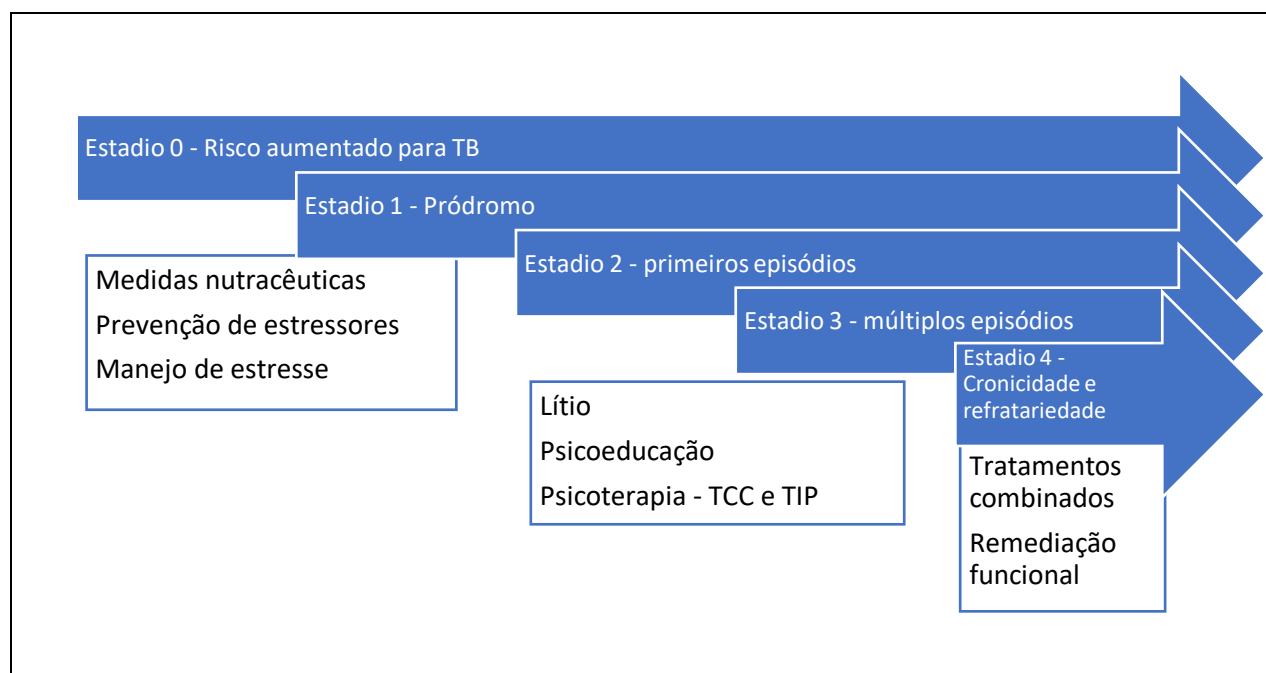 Estadio 0 - Risco aumentado para TB
Estadio 1 - Pródromo
Medidas nutracêuticas
Prevenção de estressores
Manejo de estresse
Estadio 2 - primeiros episódios
Estadio 3 - múltiplos episódios
Lítio
Psicoeducação
Psicoterapia - TCC e TIP
Estadio 4 -
Cronicidade e
refratariedade
Tratamentos
combinados
Remediação
funcional